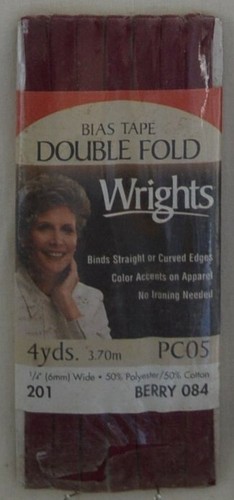 BIAS TAPE
DOUBLE FOLD
Wrights
Binds Straight or Curved Edges
Color Accents on Apparel
No Ironing Needed
4yds. 3.70m PC05
1/4" (6mm) Wide • 50% Polyester/50% Cotton
201 BERRY 084